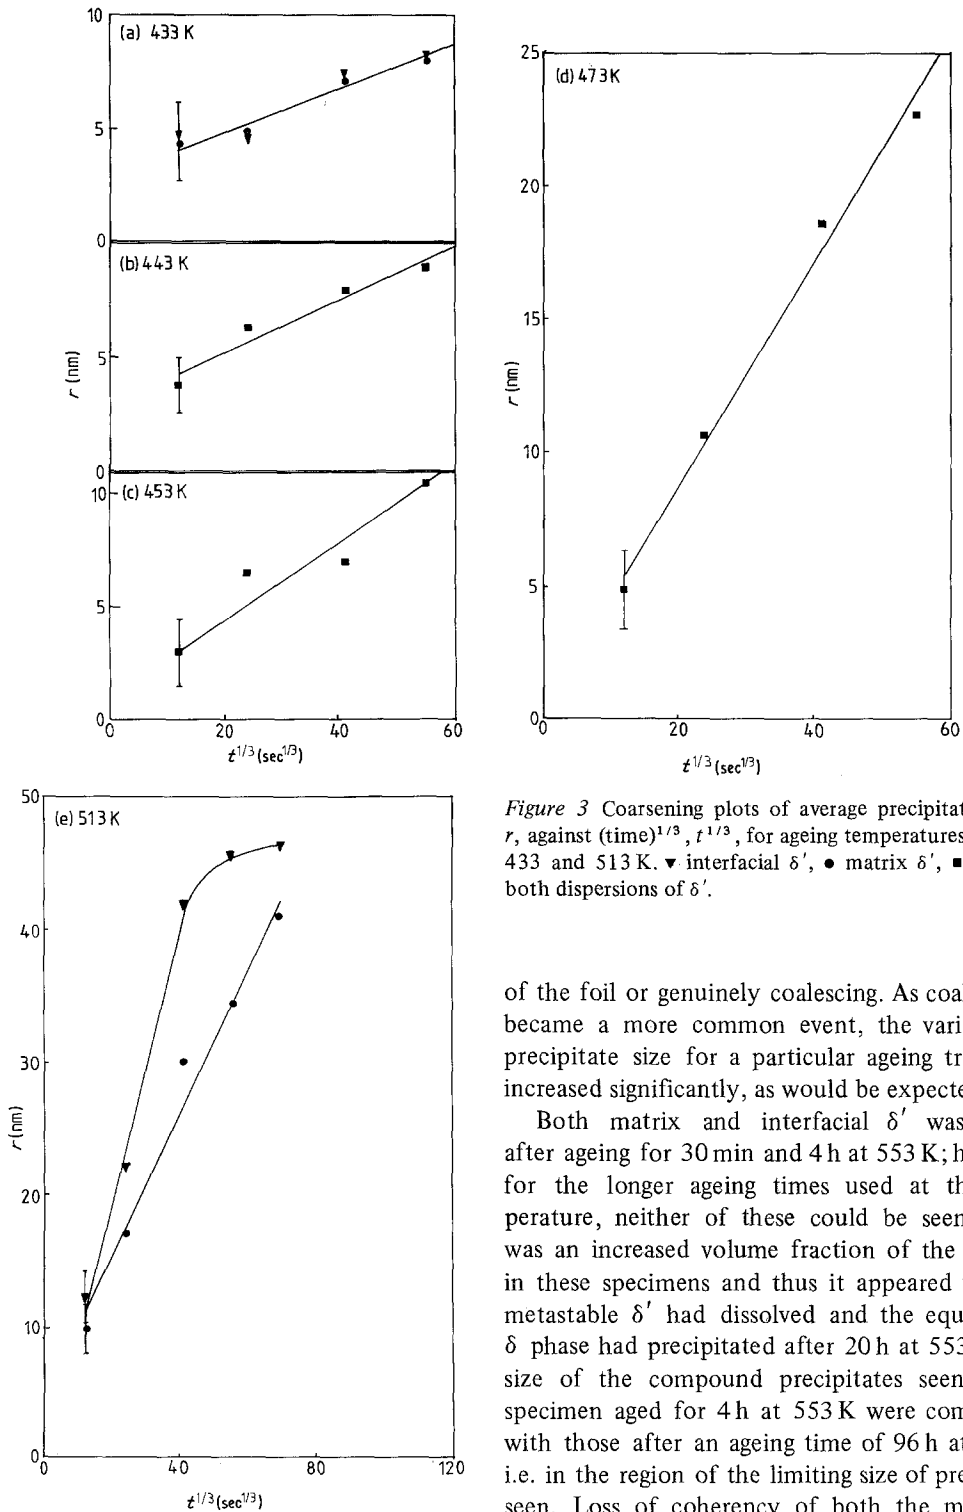 10
(a) 433 K
5
0
(b) 443 K
5
r (nm)
0
10
(c) 453 K
5
0
0 20 40 60
t^{1/3} (sec^{1/3})
25
(d) 473K
20
15
r (nm)
10
5
0
0 20 40 60
t^{1/3} (sec^{1/3})
50
(e) 513 K
40
30
r (nm)
20
10
0
0 40 80 120
t^{1/3} (sec^{1/3})
Figure 3 Coarsening plots of average precipitat
r, against (time)^{1/3}, t^{1/3}, for ageing temperatures
433 and 513 K. ▼ interfacial δ′, ● matrix δ′, ■
both dispersions of δ′.
of the foil or genuinely coalescing. As coal
became a more common event, the vari
precipitate size for a particular ageing tr
increased significantly, as would be expecte
Both matrix and interfacial δ′ was
after ageing for 30 min and 4 h at 553 K; h
for the longer ageing times used at th
perature, neither of these could be seen
was an increased volume fraction of the
in these specimens and thus it appeared
metastable δ′ had dissolved and the equ
δ phase had precipitated after 20 h at 553
size of the compound precipitates seen
specimen aged for 4 h at 553 K were com
with those after an ageing time of 96 h at
i.e. in the region of the limiting size of pre
seen. Loss of coherency of both the m